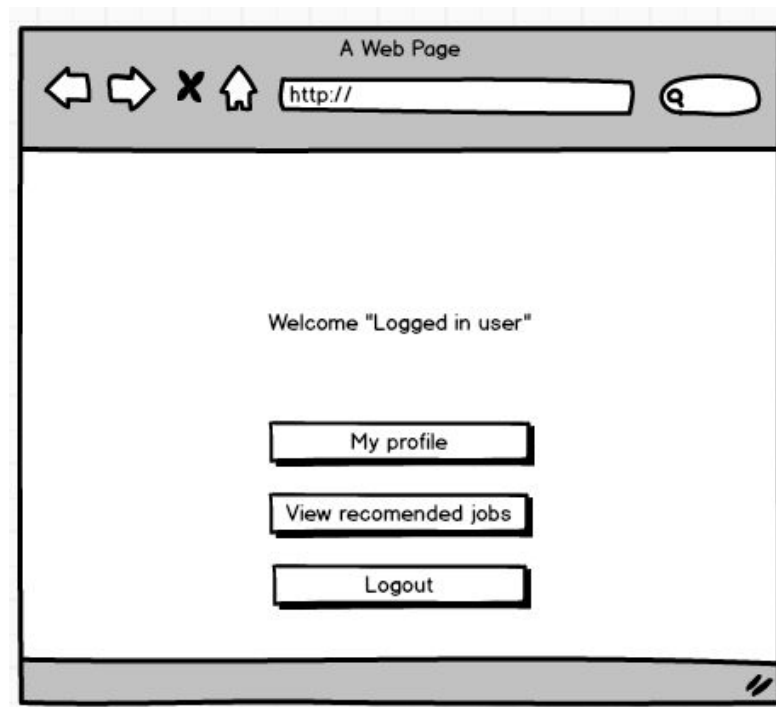 A Web Page
http://
Welcome "Logged in user"
My profile
View recomended jobs
Logout